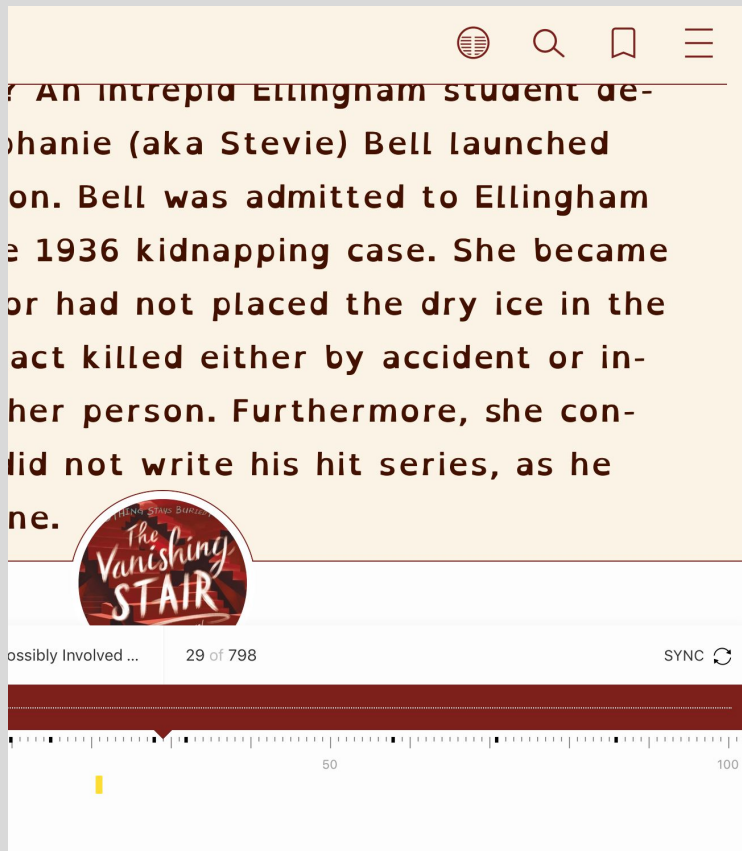 ? An intrepid Ellingham student de-
phanie (aka Stevie) Bell launched
on. Bell was admitted to Ellingham
e 1936 kidnapping case. She became
or had not placed the dry ice in the
act killed either by accident or in-
her person. Furthermore, she con-
did not write his hit series, as he
ne.
THING STAYS BURIED
The
Vanishing
STAIR
ossibly Involved ... 29 of 798 SYNC
50 100